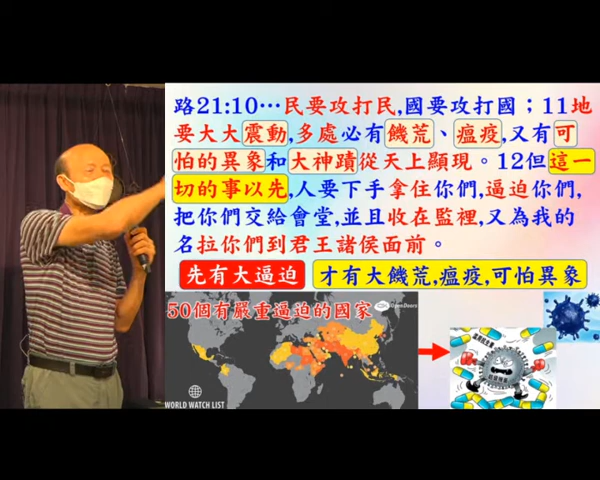 路21:10…民要攻打民,國要攻打國；11地
要大大震動,多處必有饑荒、瘟疫,又有可
怕的異象和大神蹟從天上顯現。12但這一
切的事以先,人要下手拿住你們,逼迫你們,
把你們交給會堂,並且收在監裡,又為我的
名拉你們到君王諸侯面前。
先有大逼迫 才有大饑荒,瘟疫,可怕異象
50個有嚴重逼迫的國家
OpenDoors
WORLD WATCH LIST